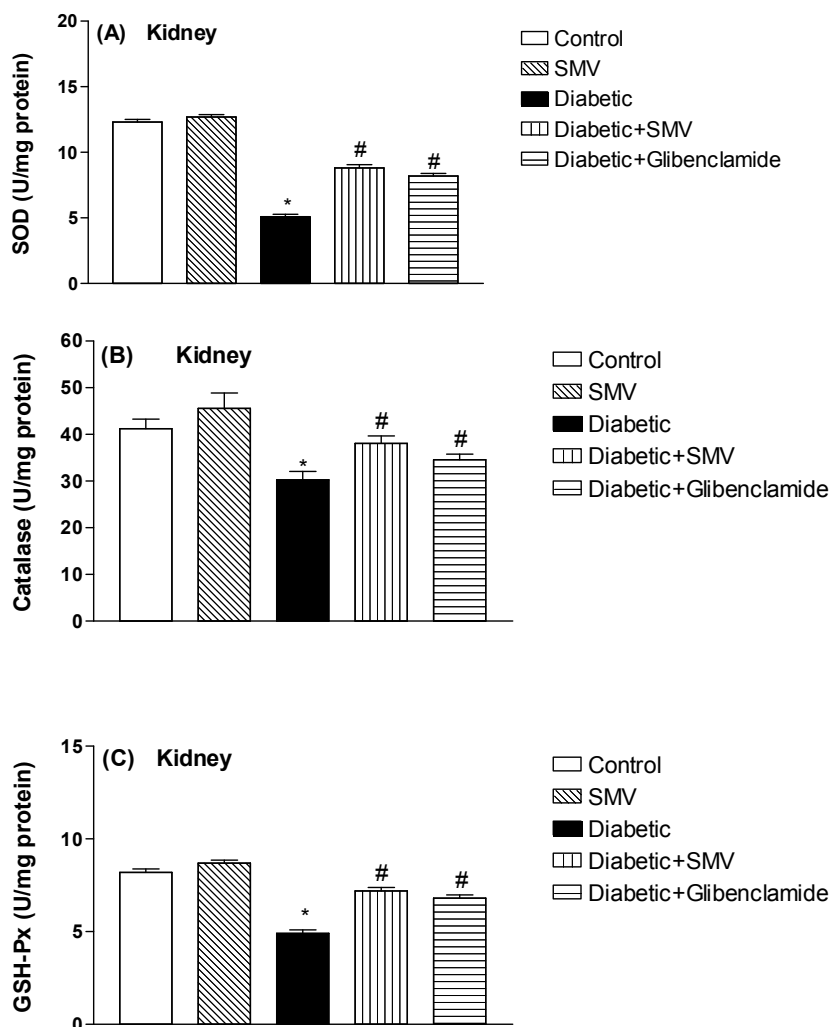 (A) Kidney
SOD (U/mg protein)
20
15
10
5
0
*
#
#
Control
SMV
Diabetic
Diabetic+SMV
Diabetic+Glibenclamide
(B) Kidney
Catalase (U/mg protein)
60
50
40
30
20
10
0
*
#
#
Control
SMV
Diabetic
Diabetic+SMV
Diabetic+Glibenclamide
(C) Kidney
GSH-Px (U/mg protein)
15
10
5
0
*
#
#
Control
SMV
Diabetic
Diabetic+SMV
Diabetic+Glibenclamide